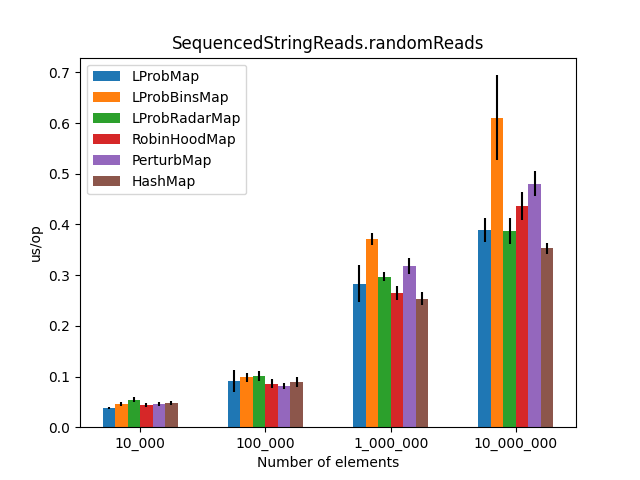 SequencedStringReads.randomReads
us/op
0.7
0.6
0.5
0.4
0.3
0.2
0.1
0.0
LProbMap
LProbBinsMap
LProbRadarMap
RobinHoodMap
PerturbMap
HashMap
10_000
100_000
1_000_000
10_000_000
Number of elements